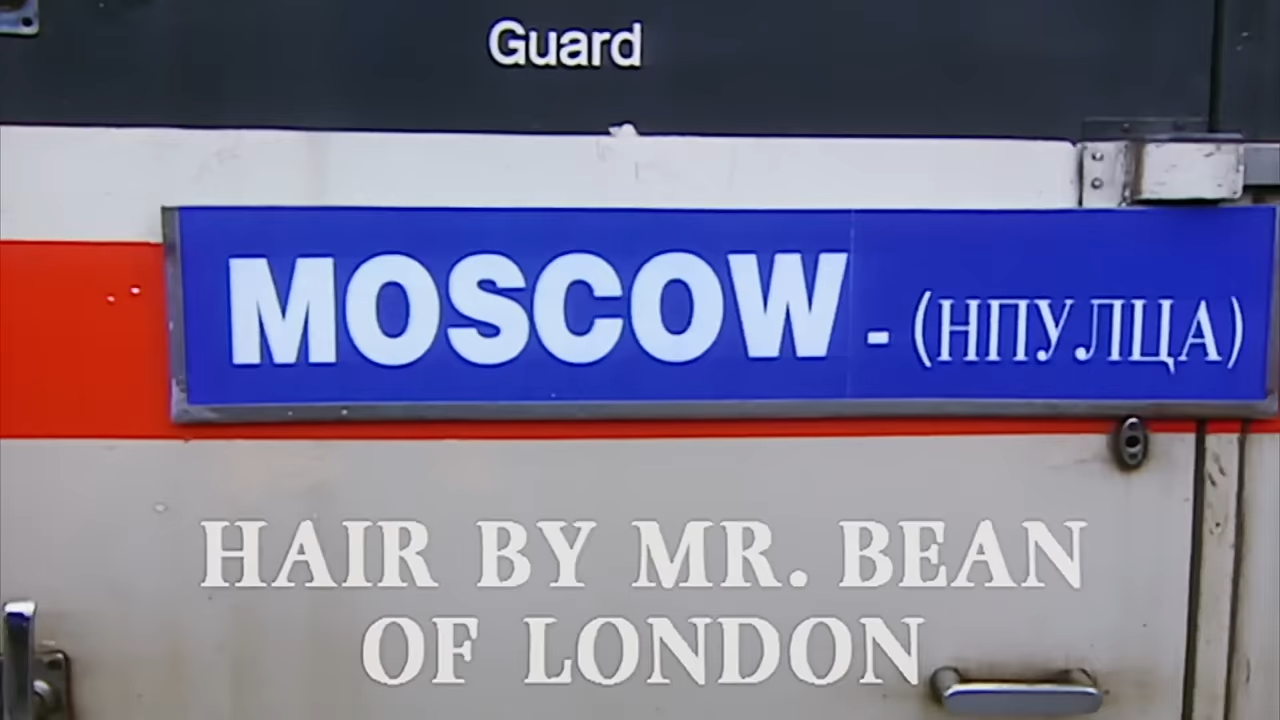 Guard
MOSCOW - (НПУЛЦА)
HAIR BY MR. BEAN
OF LONDON